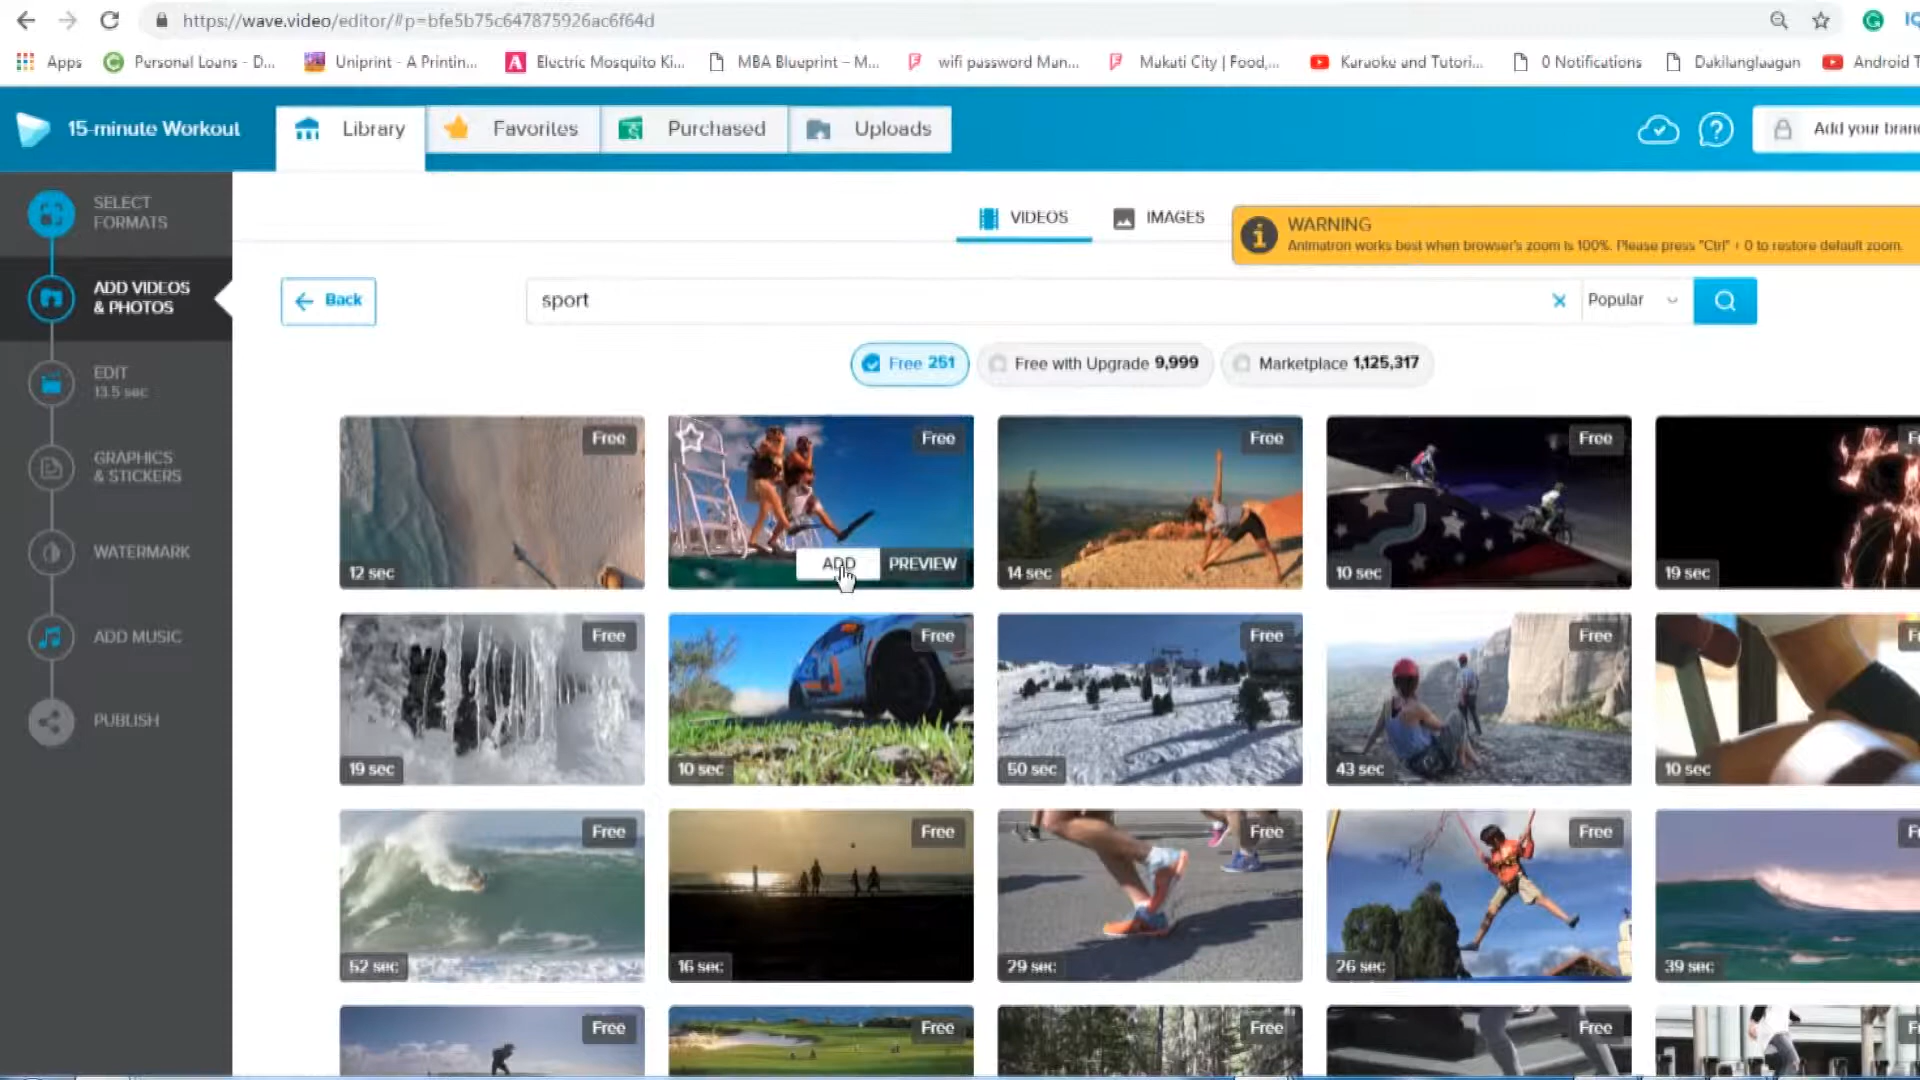 https://wave.video/editor/#p=bfe5b75c647875926ac6f64d
Apps
Personal Loans - D...
Uniprint - A Printin...
Electric Mosquito Ki...
MBA Blueprint – M...
wifi password Man...
Makati City | Food,...
Karaoke and Tutori...
0 Notifications
Dakilanglaagan
Android T
15-minute Workout
Library
Favorites
Purchased
Uploads
Add your bran
SELECT
FORMATS
VIDEOS
IMAGES
WARNING
Animatron works best when browser's zoom is 100%. Please press "Ctrl" + 0 to restore default zoom.
ADD VIDEOS
& PHOTOS
Back
sport
Popular
Free 251
Free with Upgrade 9,999
Marketplace 1,125,317
EDIT
13.5 sec
GRAPHICS
& STICKERS
WATERMARK
ADD MUSIC
PUBLISH
Free
12 sec
Free
ADD
PREVIEW
Free
14 sec
Free
10 sec
19 sec
Free
19 sec
Free
10 sec
Free
50 sec
Free
43 sec
10 sec
Free
52 sec
Free
16 sec
Free
29 sec
Free
26 sec
39 sec
Free
Free
Free
Free